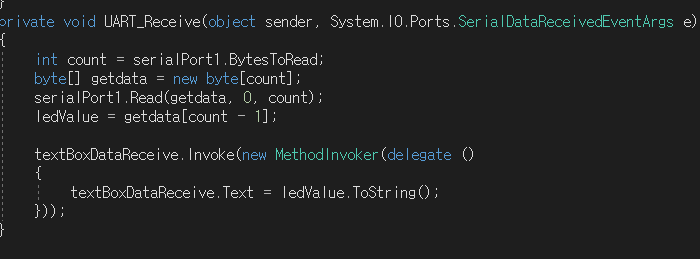 }
private void UART_Receive(object sender, System.IO.Ports.SerialDataReceivedEventArgs e)
{
int count = serialPort1.BytesToRead;
byte[] getdata = new byte[count];
serialPort1.Read(getdata, 0, count);
ledValue = getdata[count - 1];
textBoxDataReceive.Invoke(new MethodInvoker(delegate ()
{
textBoxDataReceive.Text = ledValue.ToString();
}));
}